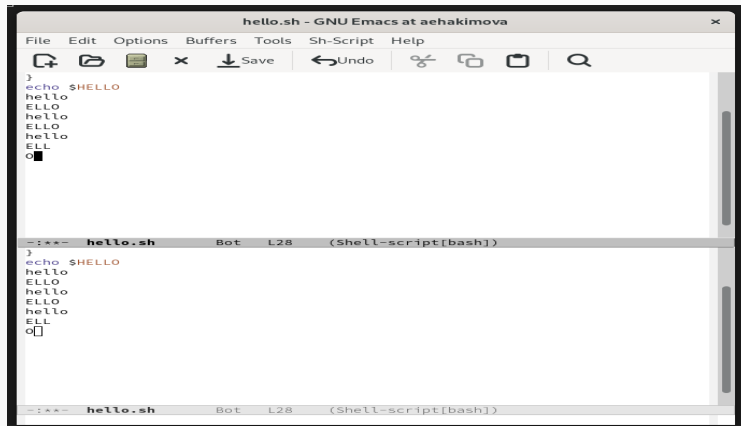 hello.sh - GNU Emacs at aehakimova
File Edit Options Buffers Tools Sh-Script Help
Save Undo
}
echo $HELLO
hello
ELLO
hello
ELLO
hello
ELL
O
-:**- hello.sh Bot L28 (Shell-script[bash])
}
echo $HELLO
hello
ELLO
hello
ELLO
hello
ELL
O
-:**- hello.sh Bot L28 (Shell-script[bash])